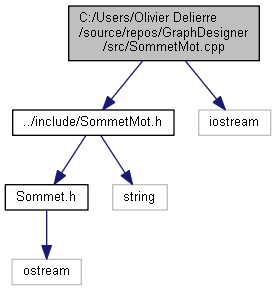 C:/Users/Olivier Delierre
/source/repos/GraphDesigner
/src/SommetMot.cpp
../include/SommetMot.h
iostream
Sommet.h
string
ostream